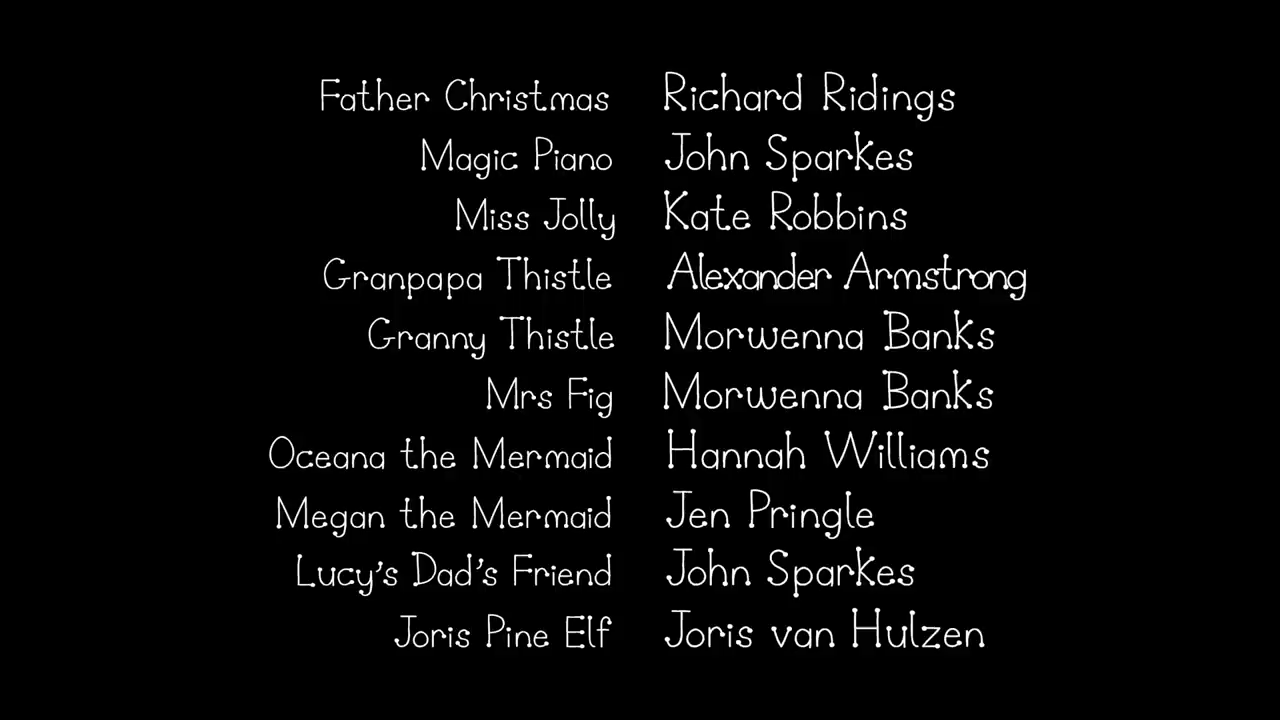 Father Christmas Richard Ridings
Magic Piano John Sparkes
Miss Jolly Kate Robbins
Granpapa Thistle Alexander Armstrong
Granny Thistle Morwenna Banks
Mrs Fig Morwenna Banks
Oceana the Mermaid Hannah Williams
Megan the Mermaid Jen Pringle
Lucy's Dad's Friend John Sparkes
Joris Pine Elf Joris van Hulzen